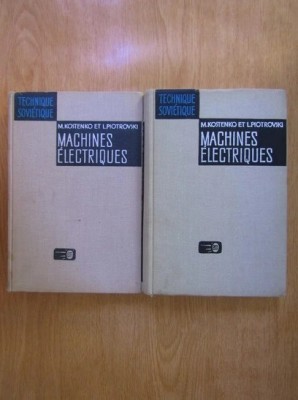 TECHNIQUE
SOVIÉTIQUE
M.KOSTENKO ET L.PIOTROVSKI
MACHINES
ÉLECTRIQUES
TECHNIQUE
SOVIÉTIQUE
M.KOSTENKO ET L.PIOTROVSKI
MACHINES
ÉLECTRIQUES